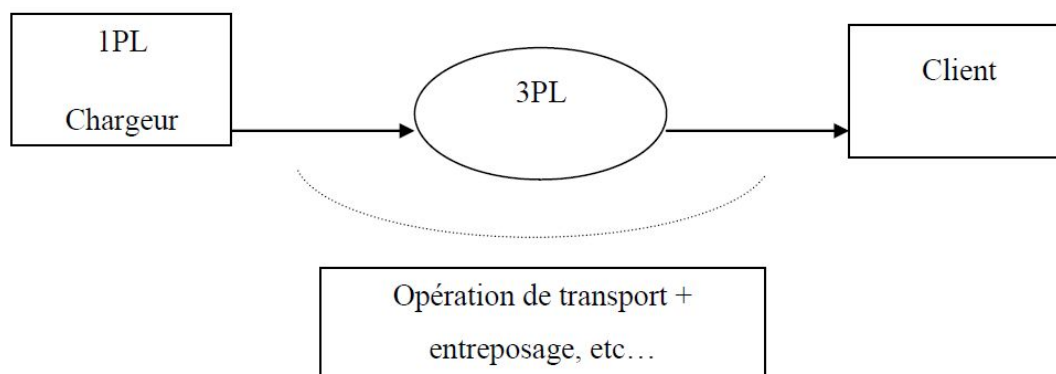 1PL
Chargeur
3PL
Client
Opération de transport +
entreposage, etc…